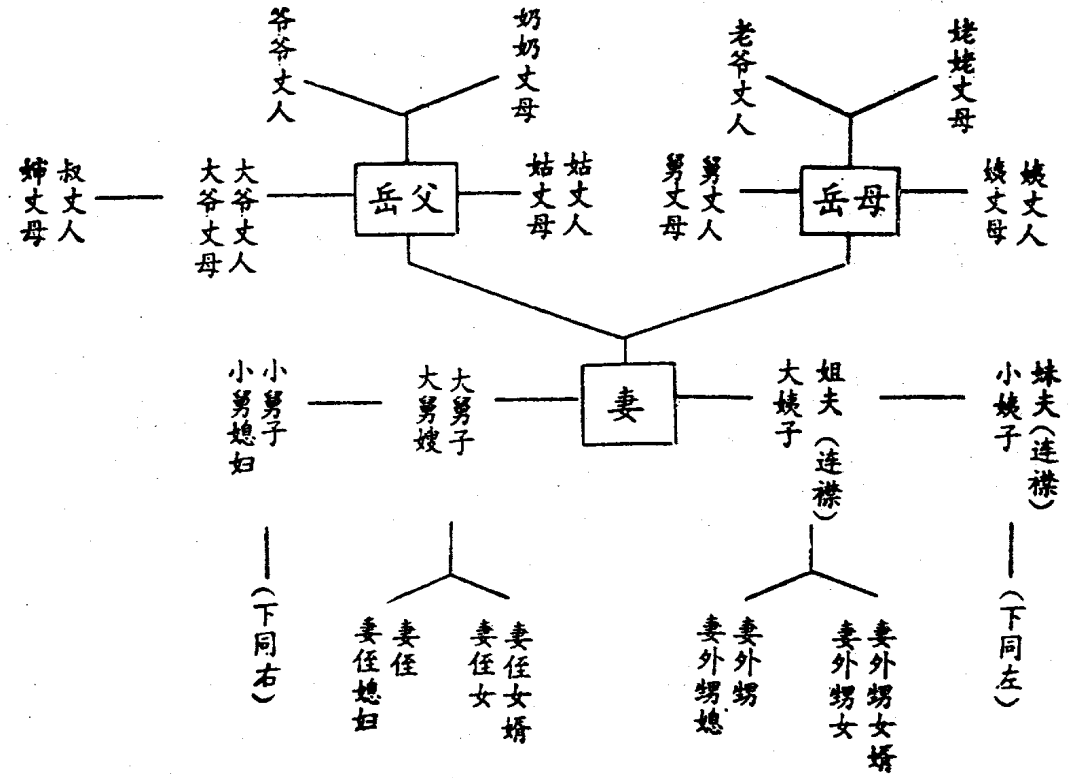 爷爷丈人
奶奶丈母
老爷丈人
姥姥丈母
婶丈母
叔丈人
大爷丈母
大爷丈人
岳父
姑丈母
姑丈人
舅丈母
舅丈人
岳母
姨丈母
姨丈人
小舅媳妇
小舅子
大舅嫂
大舅子
妻
大姨子
姐夫(连襟)
小姨子
妹夫(连襟)
(下同右)
妻侄媳妇
妻侄
妻侄女
妻侄女婿
妻外甥媳
妻外甥
妻外甥女
妻外甥女婿
(下同左)